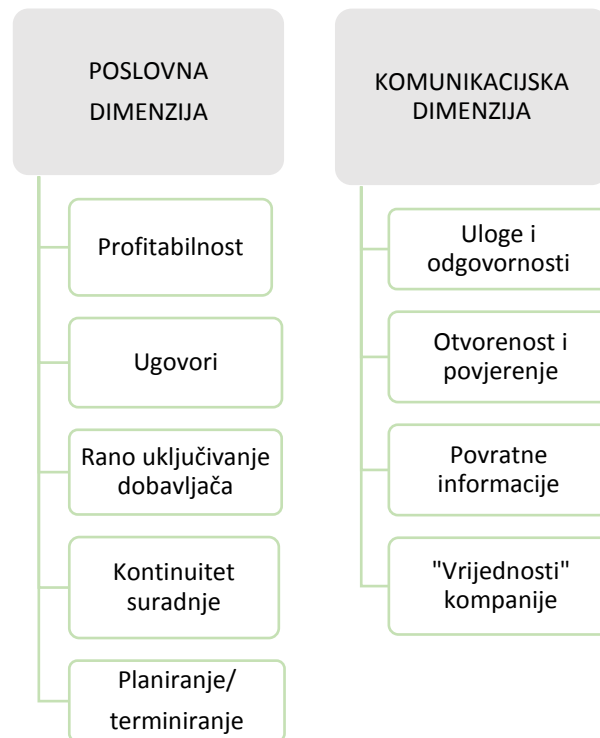 POSLOVNA
DIMENZIJA
Profitabilnost
Ugovori
Rano uključivanje
dobavljača
Kontinuitet
suradnje
Planiranje/
terminiranje
KOMUNIKACIJSKA
DIMENZIJA
Uloge i
odgovornosti
Otvorenost i
povjerenje
Povratne
informacije
"Vrijednosti"
kompanije